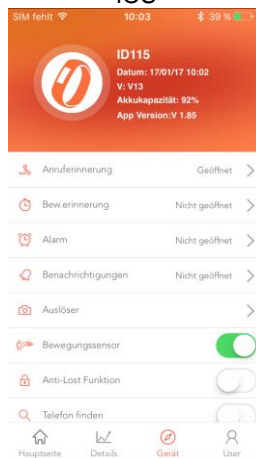 iOS
SIM fehlt 10:03 39 %
ID115
Datum: 17/01/17 10:02
V: V13
Akkukapazität: 92%
App Version:V 1.85
Anruferinnerung Geöffnet
Bew.erinnerung Nicht geöffnet
Alarm Nicht geöffnet
Benachrichtigungen Nicht geöffnet
Auslöser
Bewegungssensor
Anti-Lost Funktion
Telefon finden
Hauptseite Details Gerät User